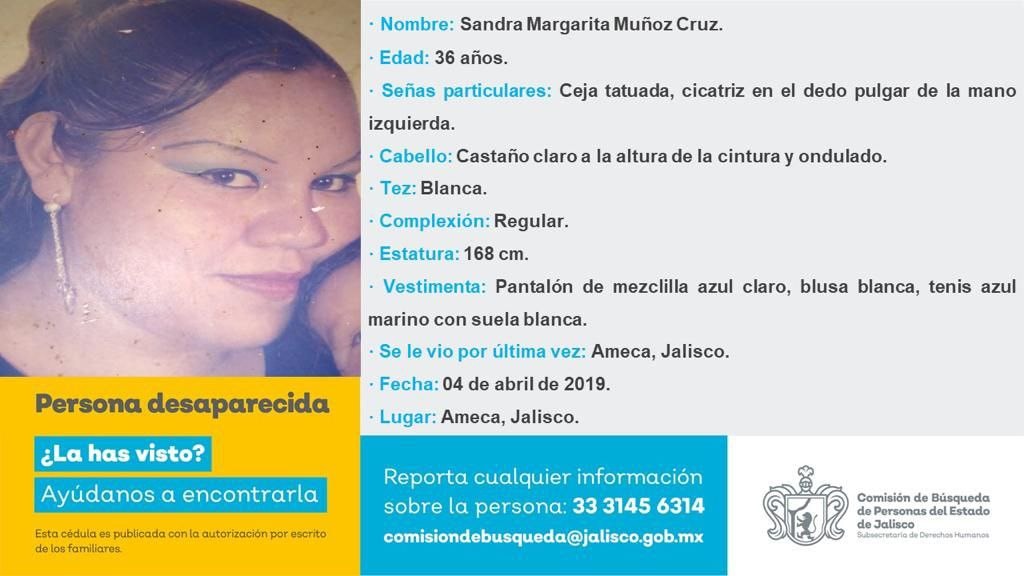 · Nombre: Sandra Margarita Muñoz Cruz.
· Edad: 36 años.
· Señas particulares: Ceja tatuada, cicatriz en el dedo pulgar de la mano
izquierda.
· Cabello: Castaño claro a la altura de la cintura y ondulado.
· Tez: Blanca.
· Complexión: Regular.
· Estatura: 168 cm.
· Vestimenta: Pantalón de mezclilla azul claro, blusa blanca, tenis azul
marino con suela blanca.
· Se le vio por última vez: Ameca, Jalisco.
· Fecha: 04 de abril de 2019.
· Lugar: Ameca, Jalisco.
Persona desaparecida
¿La has visto?
Ayúdanos a encontrarla
Esta cédula es publicada con la autorización por escrito
de los familiares.
Reporta cualquier información
sobre la persona: 33 3145 6314
comisiondebusqueda@jalisco.gob.mx
Comisión de Búsqueda
de Personas del Estado
de Jalisco
Subsecretaría de Derechos Humanos